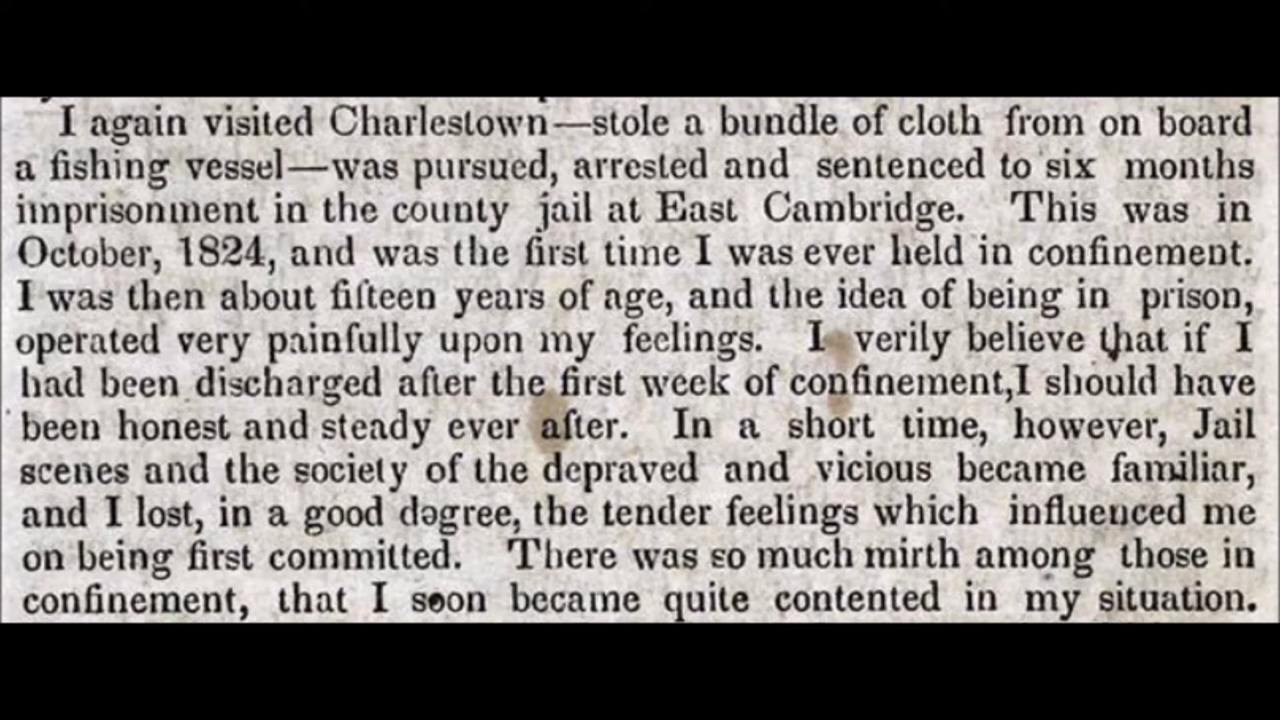 I again visited Charlestown—stole a bundle of cloth from on board
a fishing vessel—was pursued, arrested and sentenced to six months
imprisonment in the county jail at East Cambridge. This was in
October, 1824, and was the first time I was ever held in confinement.
I was then about fifteen years of age, and the idea of being in prison,
operated very painfully upon my feelings. I verily believe that if I
had been discharged after the first week of confinement,I should have
been honest and steady ever after. In a short time, however, Jail
scenes and the society of the depraved and vicious became familiar,
and I lost, in a good degree, the tender feelings which influenced me
on being first committed. There was so much mirth among those in
confinement, that I soon became quite contented in my situation.